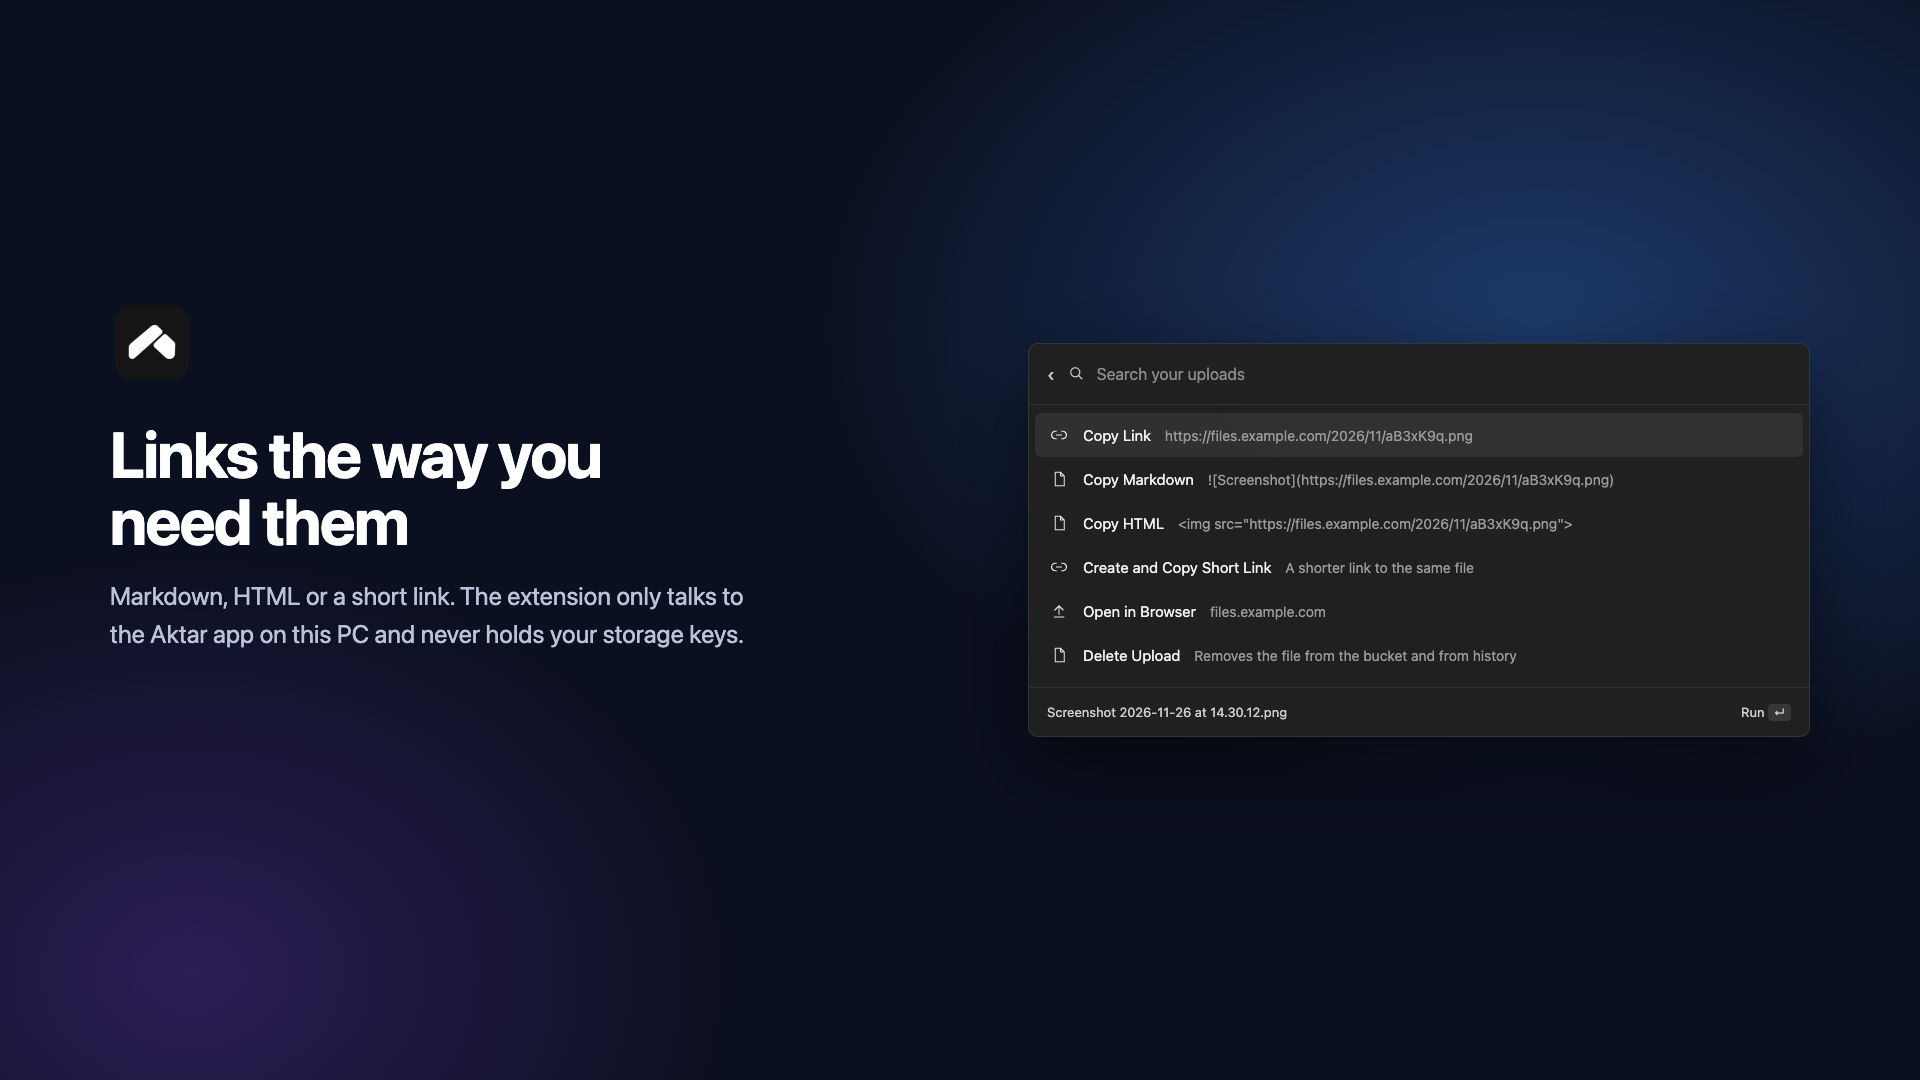 Links the way you
need them
Markdown, HTML or a short link. The extension only talks to
the Aktar app on this PC and never holds your storage keys.
Search your uploads
Copy Link https://files.example.com/2026/11/aB3xK9q.png
Copy Markdown ![Screenshot](https://files.example.com/2026/11/aB3xK9q.png)
Copy HTML <img src="https://files.example.com/2026/11/aB3xK9q.png">
Create and Copy Short Link A shorter link to the same file
Open in Browser files.example.com
Delete Upload Removes the file from the bucket and from history
Screenshot 2026-11-26 at 14.30.12.png Run ↵